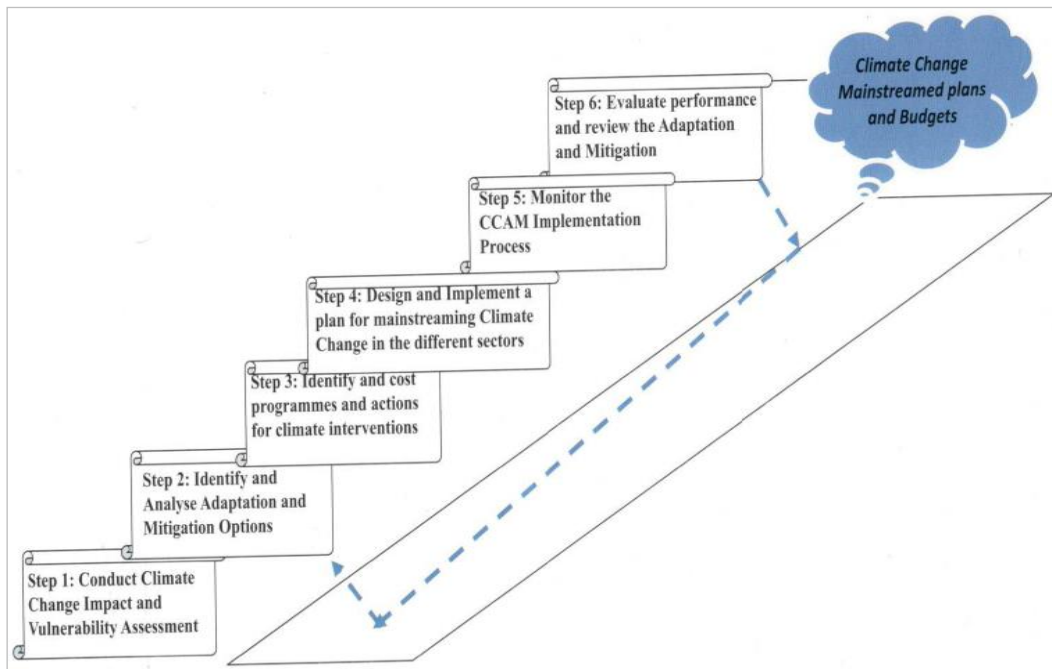 Climate Change
Mainstreamed plans
and Budgets
Step 6: Evaluate performance
and review the Adaptation
and Mitigation
Step 5: Monitor the
CCAM Implementation
Process
Step 4: Design and Implement a
plan for mainstreaming Climate
Change in the different sectors
Step 3: Identify and cost
programmes and actions
for climate interventions
Step 2: Identify and
Analyse Adaptation and
Mitigation Options
Step 1: Conduct Climate
Change Impact and
Vulnerability Assessment